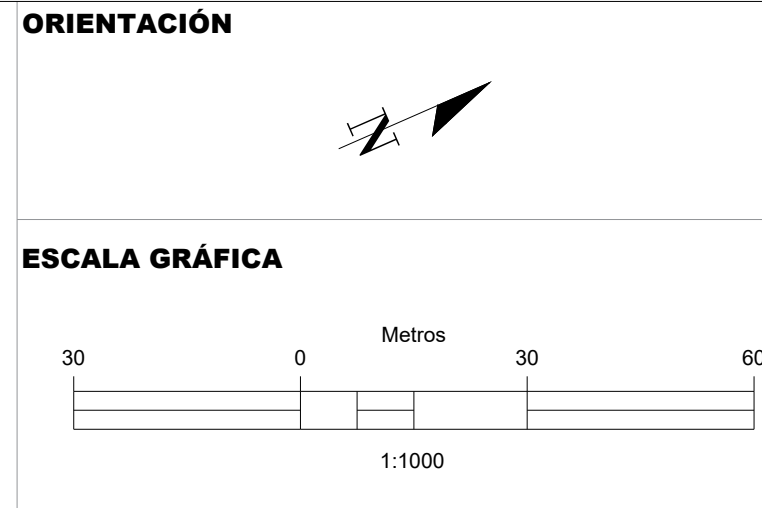 ORIENTACIÓN
N
ESCALA GRÁFICA
Metros
30 0 30 60
1:1000